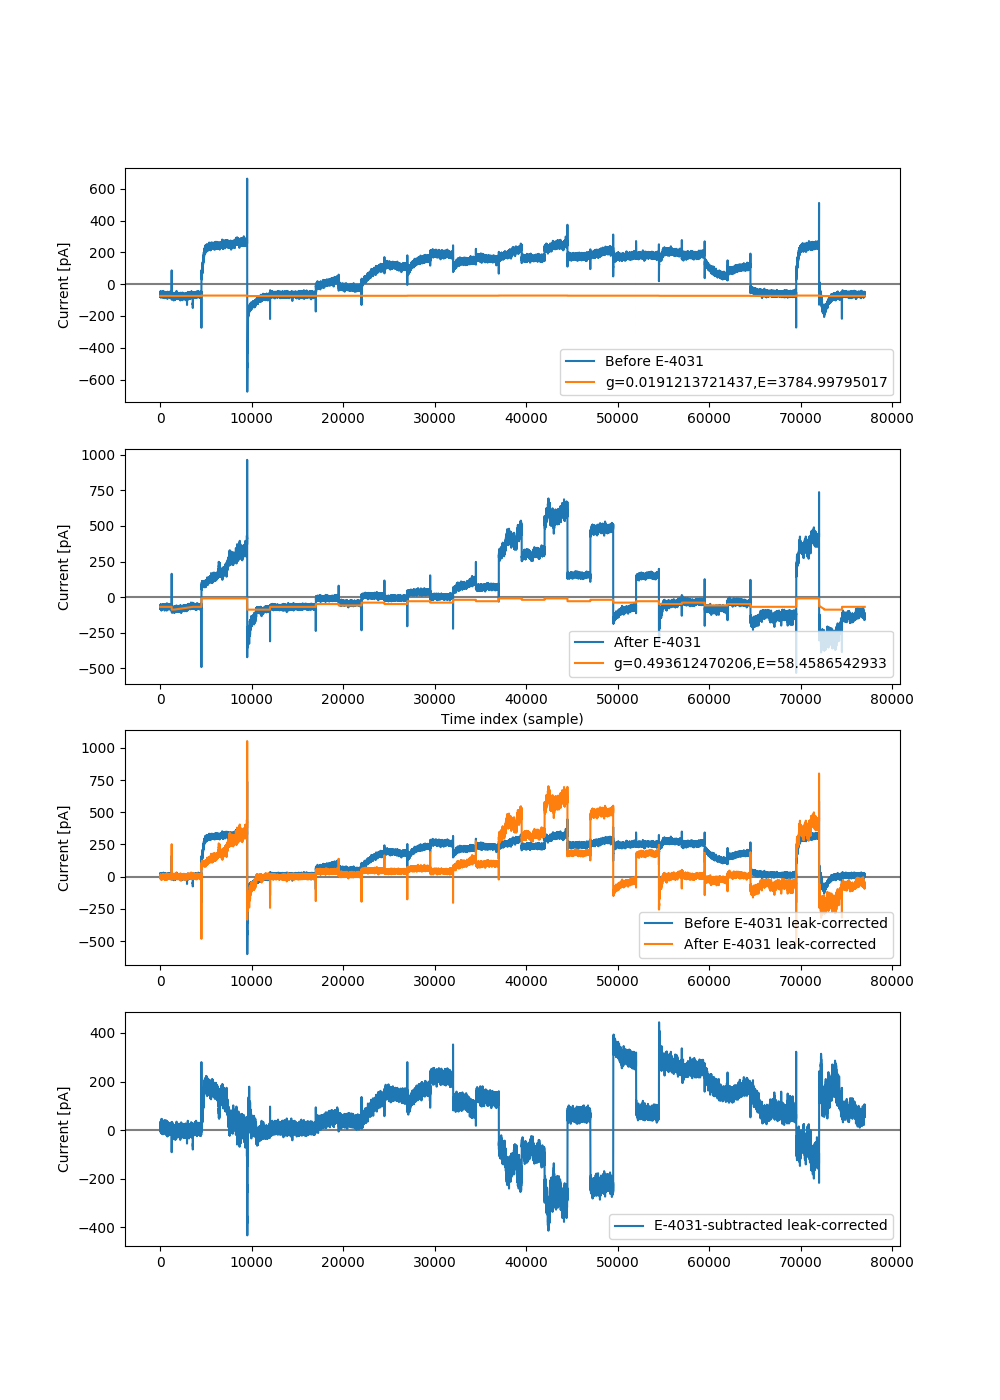 600
400
200
0
−200
−400
−600
Current [pA]
Before E-4031
g=0.0191213721437,E=3784.99795017
0 10000 20000 30000 40000 50000 60000 70000 80000
1000
750
500
250
0
−250
−500
Current [pA]
After E-4031
g=0.493612470206,E=58.4586542933
0 10000 20000 30000 40000 50000 60000 70000 80000
Time index (sample)
1000
750
500
250
0
−250
−500
Current [pA]
Before E-4031 leak-corrected
After E-4031 leak-corrected
0 10000 20000 30000 40000 50000 60000 70000 80000
400
200
0
−200
−400
Current [pA]
E-4031-subtracted leak-corrected
0 10000 20000 30000 40000 50000 60000 70000 80000